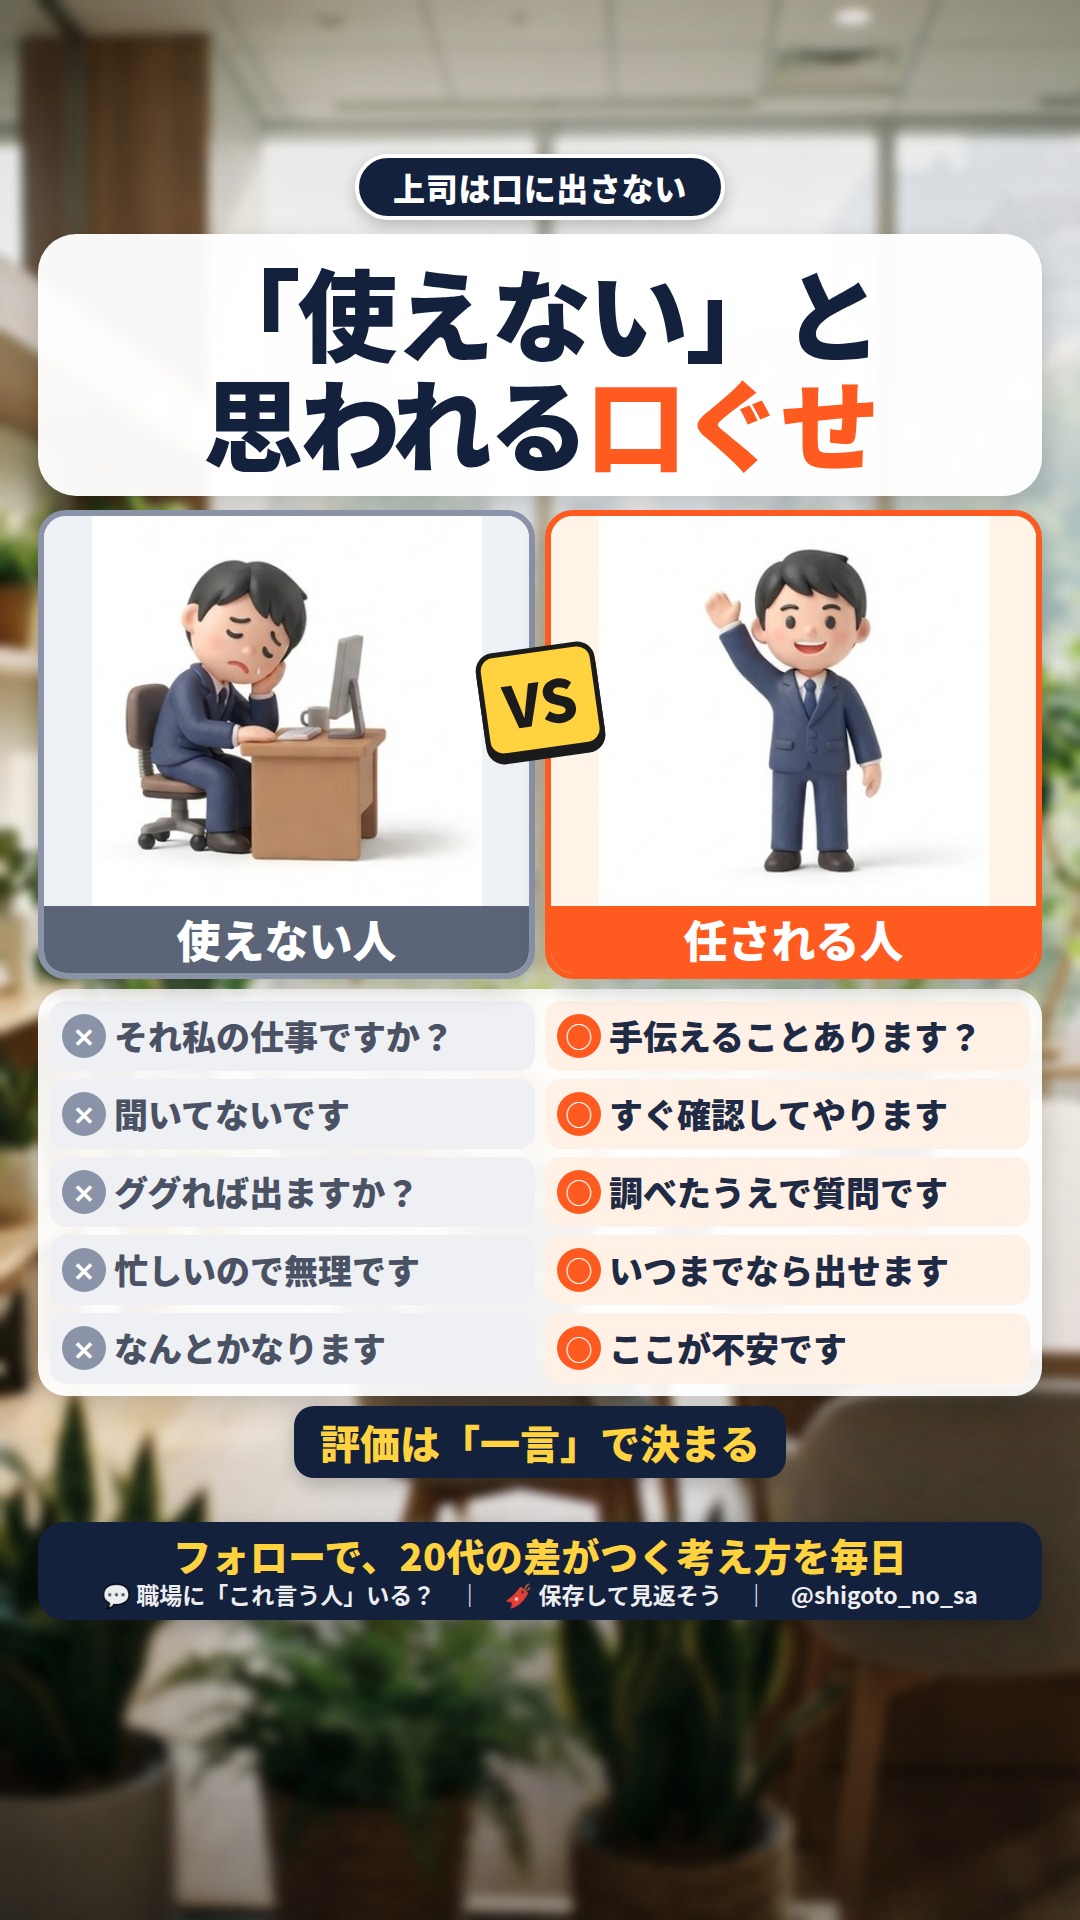 上司は口に出さない
「使えない」と
思われる口ぐせ
VS
使えない人
任される人
× それ私の仕事ですか？
○ 手伝えることあります？
× 聞いてないです
○ すぐ確認してやります
× ググれば出ますか？
○ 調べたうえで質問です
× 忙しいので無理です
○ いつまでなら出せます
× なんとかなります
○ ここが不安です
評価は「一言」で決まる
フォローで、20代の差がつく考え方を毎日
💬 職場に「これ言う人」いる？ ｜ 🔖 保存して見返そう ｜ @shigoto_no_sa